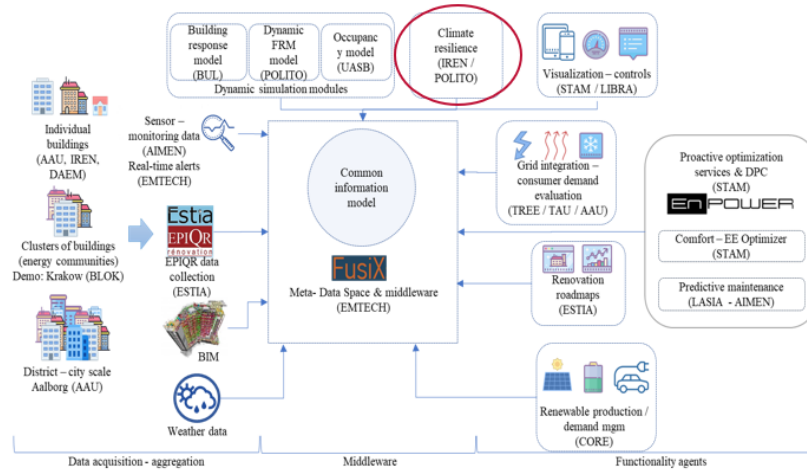 Building
response
model
(BUL)
Dynamic
FRM model
(POLITO)
Occupanc
y model
(UASB)
Dynamic simulation modules
Climate
resilience
(IREN /
POLITO)
Visualization – controls
(STAM / LIBRA)
Individual
buildings
(AAU, IREN,
DAEM)
Clusters of buildings
(energy communities)
Demo: Krakow (BLOK)
District – city scale
Aalborg (AAU)
Sensor –
monitoring data
(AIMEN)
Real-time alerts
(EMTECH)
Estia
EPIQR
rénovation
EPIQR data
collection
(ESTIA)
BIM
Weather data
Common
information
model
FusiX
Meta- Data Space & middleware
(EMTECH)
Grid integration –
consumer demand
evaluation
(TREE / TAU / AAU)
Renovation
roadmaps
(ESTIA)
Renewable production /
demand mgm
(CORE)
Proactive optimization
services & DPC
(STAM)
EnPOWER
Comfort – EE Optimizer
(STAM)
Predictive maintenance
(LASIA - AIMEN)
Data acquisition - aggregation
Middleware
Functionality agents